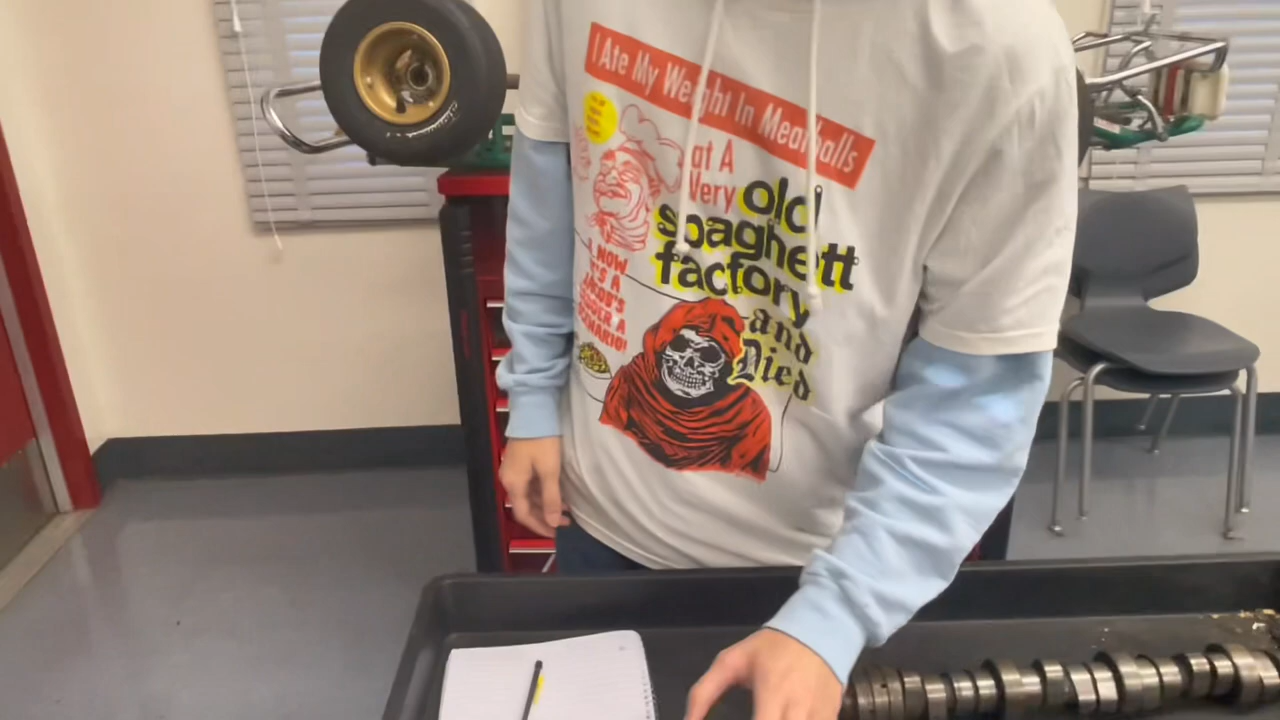 I Ate My Weight In Meatballs
at A
Very old
spaghett
factory
and
Died
NOW
IT'S A
JACOB'S
LADDER A
SCENARIO!